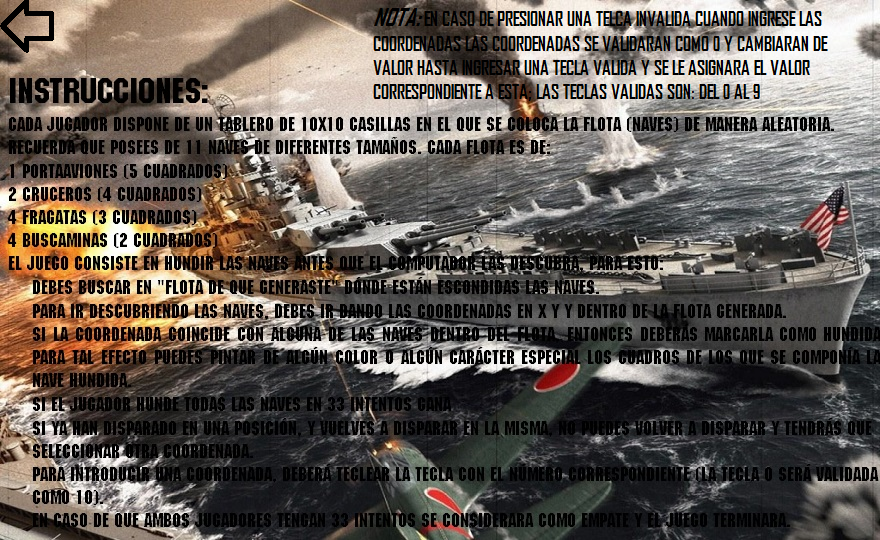 NOTA: EN CASO DE PRESIONAR UNA TELCA INVALIDA CUANDO INGRESE LAS
COORDENADAS LAS COORDENADAS SE VALIDARAN COMO 0 Y CAMBIARAN DE
VALOR HASTA INGRESAR UNA TECLA VALIDA Y SE LE ASIGNARA EL VALOR
CORRESPONDIENTE A ESTA; LAS TECLAS VALIDAS SON: DEL 0 AL 9
INSTRUCCIONES:
CADA JUGADOR DISPONE DE UN TABLERO DE 10X10 CASILLAS EN EL QUE SE COLOCA LA FLOTA (NAVES) DE MANERA ALEATORIA.
RECUERDA QUE POSEES DE 11 NAVES DE DIFERENTES TAMAÑOS. CADA FLOTA ES DE:
1 PORTAAVIONES (5 CUADRADOS)
2 CRUCEROS (4 CUADRADOS)
4 FRAGATAS (3 CUADRADOS)
4 BUSCAMINAS (2 CUADRADOS)
EL JUEGO CONSISTE EN HUNDIR LAS NAVES ANTES QUE EL COMPUTADOR LAS DESCUBRA, PARA ESTO:
DEBES BUSCAR EN "FLOTA DE QUE GENERASTE" DÓNDE ESTÁN ESCONDIDAS LAS NAVES.
PARA IR DESCUBRIENDO LAS NAVES, DEBES IR DANDO LAS COORDENADAS EN X Y Y DENTRO DE LA FLOTA GENERADA.
SI LA COORDENADA COINCIDE CON ALGUNA DE LAS NAVES DENTRO DEL FLOTA, ENTONCES DEBERÁS MARCARLA COMO HUNDIDA
PARA TAL EFECTO PUEDES PINTAR DE ALGÚN COLOR O ALGÚN CARÁCTER ESPECIAL LOS CUADROS DE LOS QUE SE COMPONÍA LA
NAVE HUNDIDA.
SI EL JUGADOR HUNDE TODAS LAS NAVES EN 33 INTENTOS GANA
SI YA HAN DISPARADO EN UNA POSICIÓN, Y VUELVES A DISPARAR EN LA MISMA, NO PUEDES VOLVER A DISPARAR Y TENDRÁS QUE
SELECCIONAR OTRA COORDENADA.
PARA INTRODUCIR UNA COORDENADA, DEBERÁ TECLEAR LA TECLA CON EL NÚMERO CORRESPONDIENTE (LA TECLA 0 SERÁ VALIDADA
COMO 10).
EN CASO DE QUE AMBOS JUGADORES TENGAN 33 INTENTOS SE CONSIDERARA COMO EMPATE Y EL JUEGO TERMINARA.